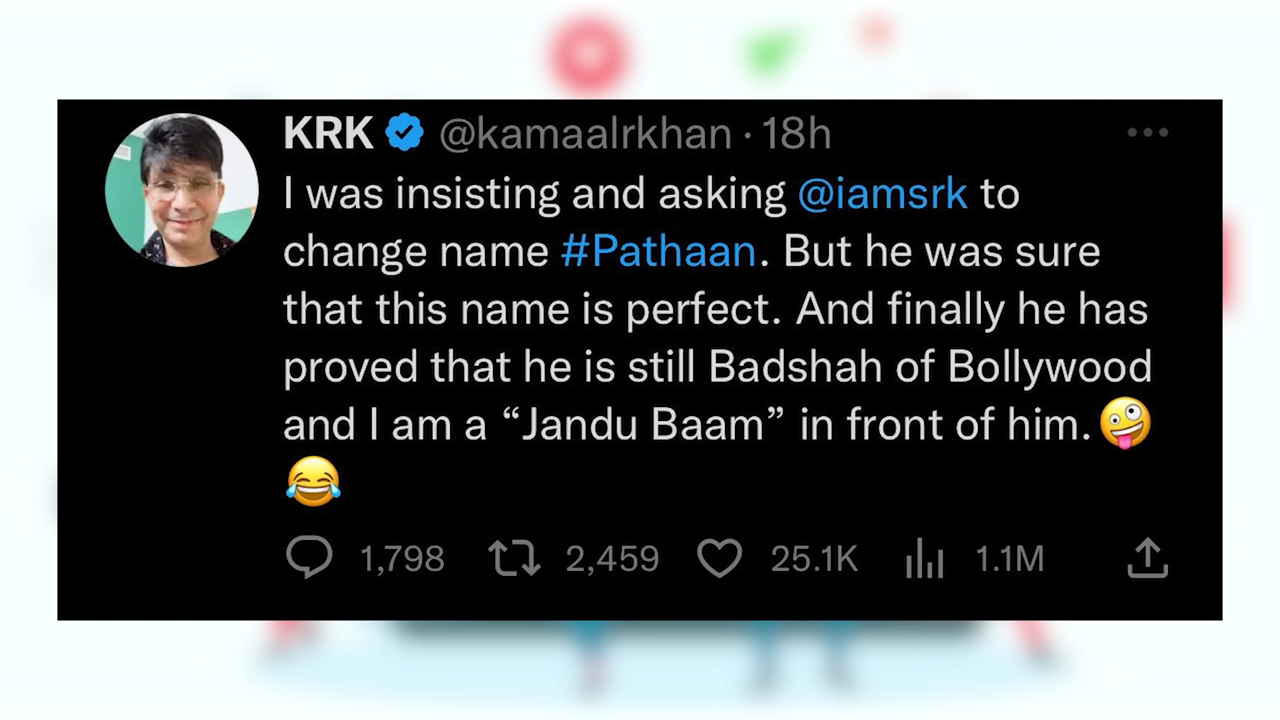 KRK @kamaalrkhan · 18h
I was insisting and asking @iamsrk to
change name #Pathaan. But he was sure
that this name is perfect. And finally he has
proved that he is still Badshah of Bollywood
and I am a “Jandu Baam” in front of him.🤪
😂
1,798 2,459 25.1K 1.1M